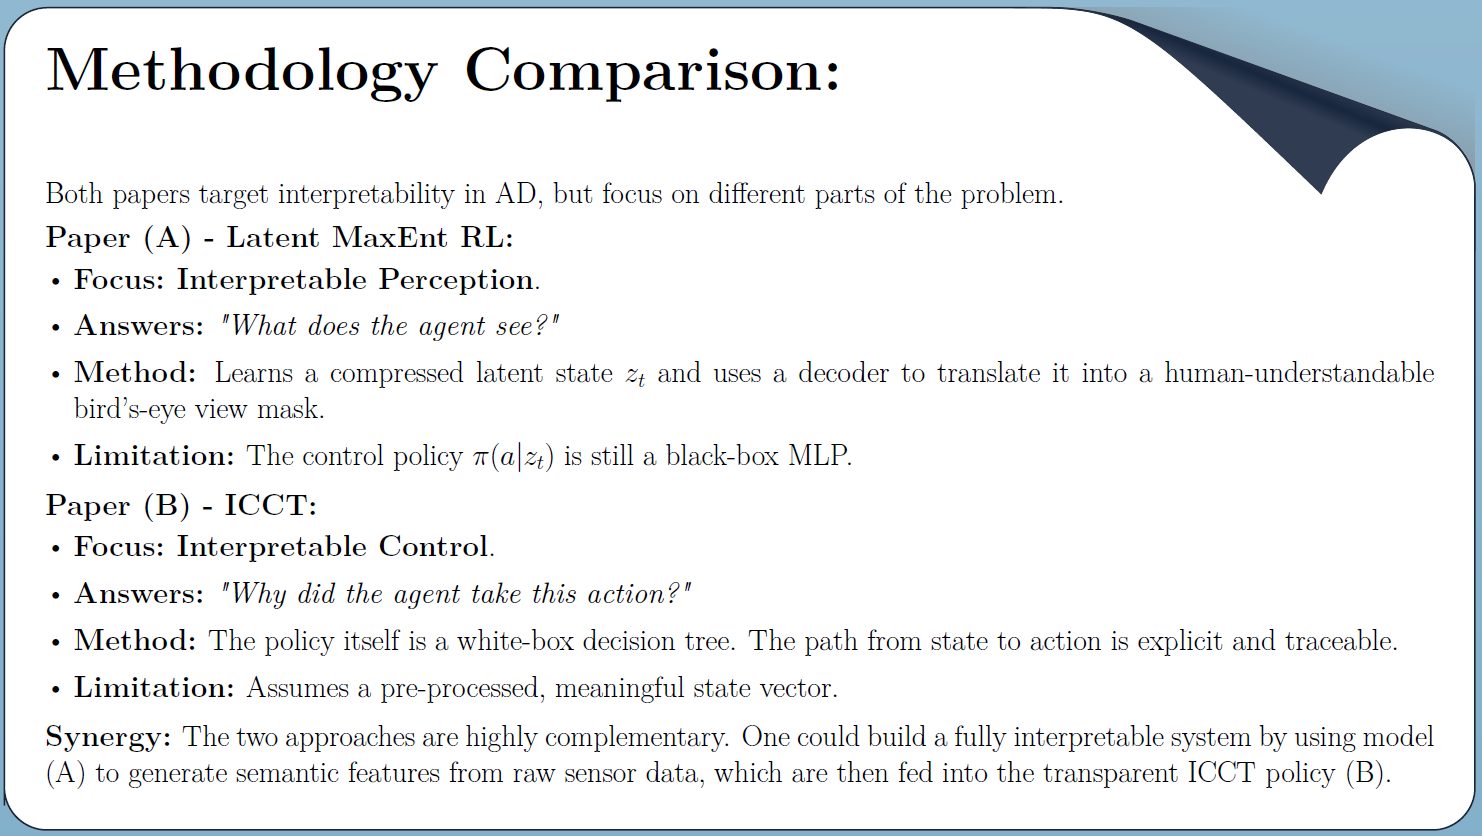 Methodology Comparison:
Both papers target interpretability in AD, but focus on different parts of the problem.
Paper (A) - Latent MaxEnt RL:
• Focus: Interpretable Perception.
• Answers: "What does the agent see?"
• Method: Learns a compressed latent state $z_t$ and uses a decoder to translate it into a human-understandable
bird's-eye view mask.
• Limitation: The control policy $\pi(a|z_t)$ is still a black-box MLP.
Paper (B) - ICCT:
• Focus: Interpretable Control.
• Answers: "Why did the agent take this action?"
• Method: The policy itself is a white-box decision tree. The path from state to action is explicit and traceable.
• Limitation: Assumes a pre-processed, meaningful state vector.
Synergy: The two approaches are highly complementary. One could build a fully interpretable system by using model
(A) to generate semantic features from raw sensor data, which are then fed into the transparent ICCT policy (B).